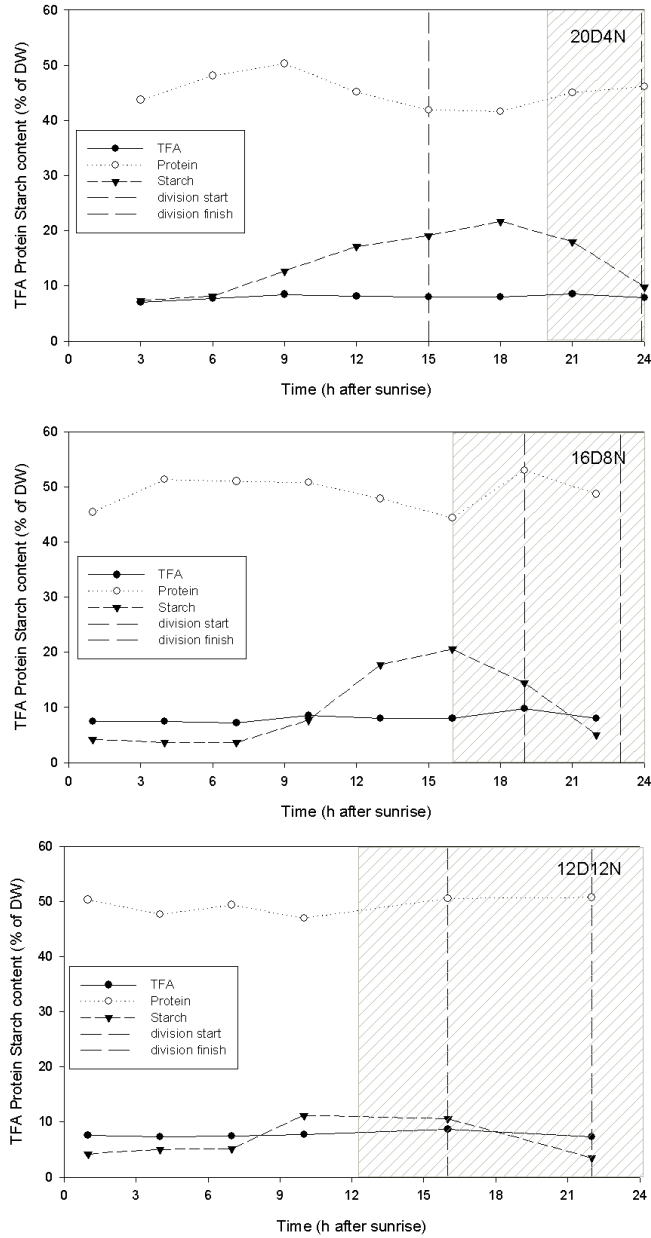 20D4N
TFA Protein Starch content (% of DW)
60
50
40
30
20
10
0
TFA
Protein
Starch
division start
division finish
0 3 6 9 12 15 18 21 24
Time (h after sunrise)
16D8N
TFA Protein Starch content (% of DW)
60
50
40
30
20
10
0
TFA
Protein
Starch
division start
division finish
0 3 6 9 12 15 18 21 24
Time (h after sunrise)
12D12N
TFA Protein Starch content (% of DW)
60
50
40
30
20
10
0
TFA
Protein
Starch
division start
division finish
0 3 6 9 12 15 18 21 24
Time (h after sunrise)